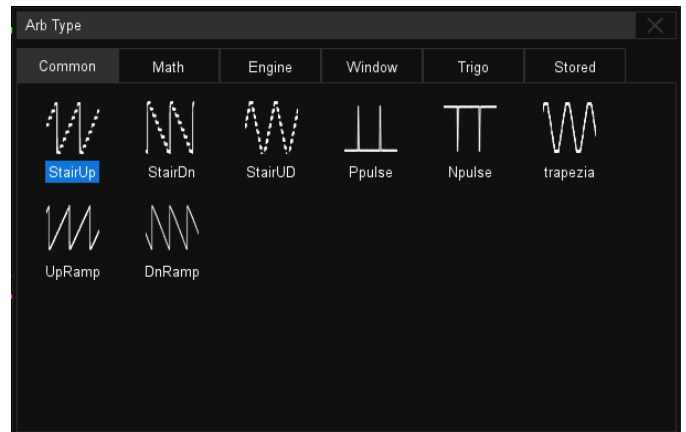 Arb Type
Common Math Engine Window Trigo Stored
StairUp StairDn StairUD Ppulse Npulse trapezia
UpRamp DnRamp